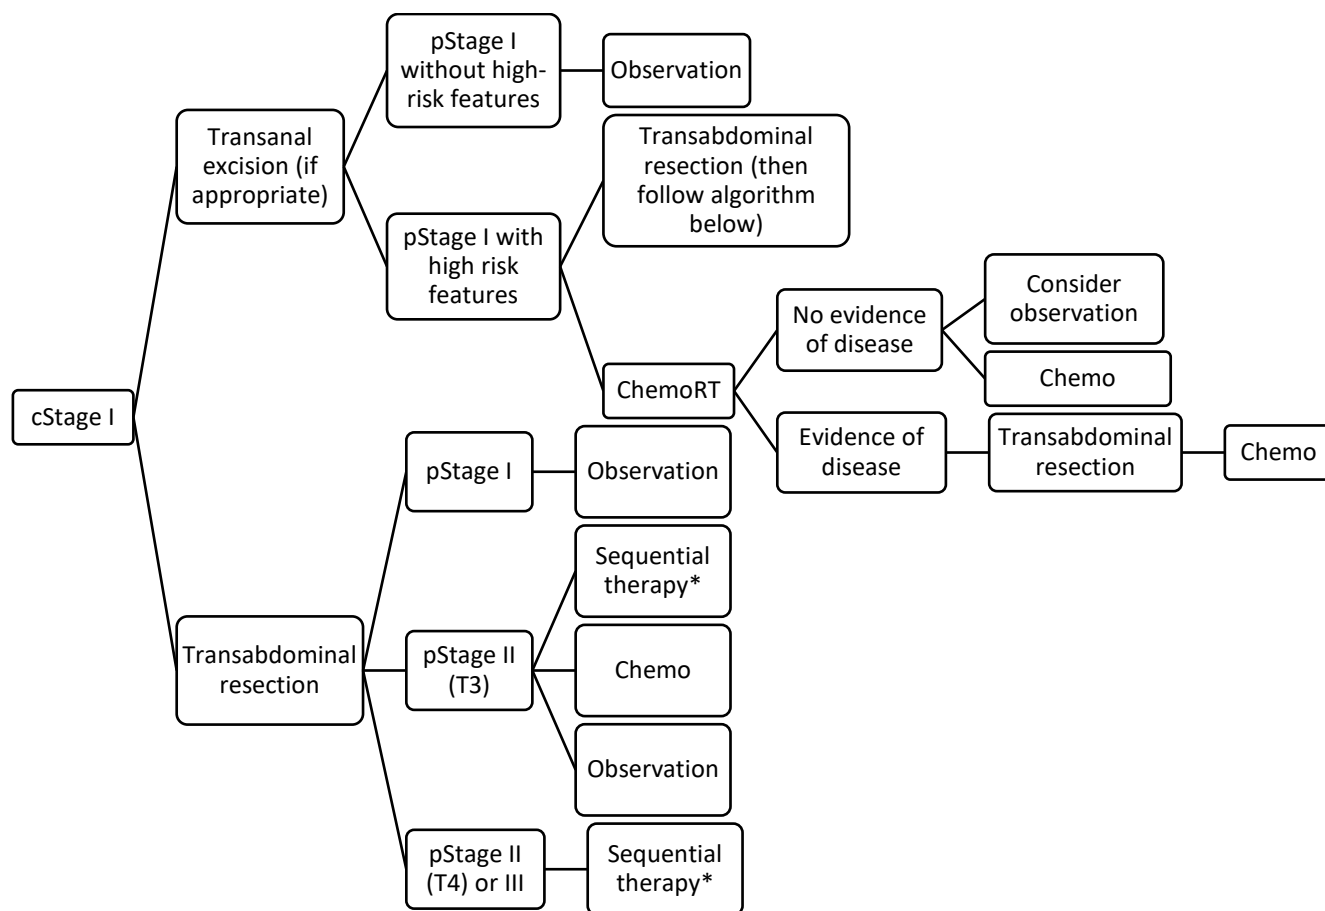 pStage I
without high-
risk features
Observation
Transanal
excision (if
appropriate)
Transabdominal
resection (then
follow algorithm
below)
pStage I with
high risk
features
No evidence
of disease
Consider
observation
Chemo
cStage I
ChemoRT
Evidence of
disease
Transabdominal
resection
Chemo
pStage I
Observation
Transabdominal
resection
Sequential
therapy*
pStage II
(T3)
Chemo
Observation
pStage II
(T4) or III
Sequential
therapy*